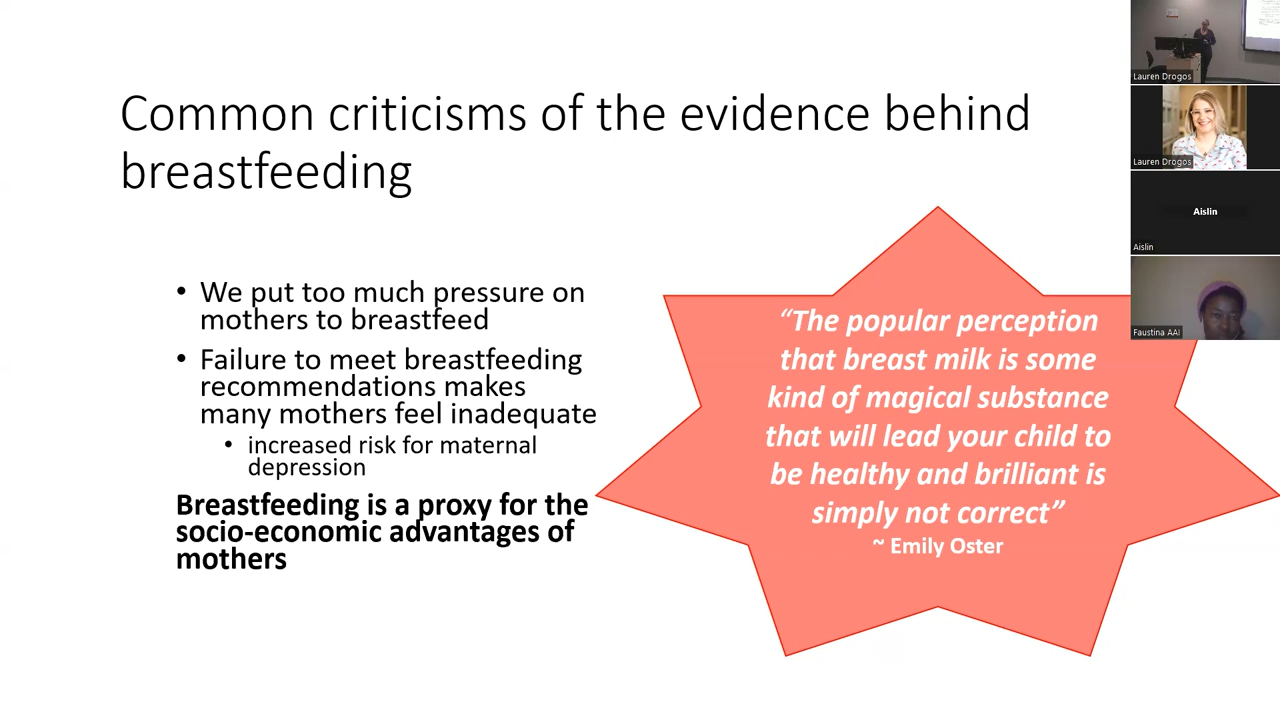 Common criticisms of the evidence behind
breastfeeding
• We put too much pressure on
mothers to breastfeed
• Failure to meet breastfeeding
recommendations makes
many mothers feel inadequate
• increased risk for maternal
depression
Breastfeeding is a proxy for the
socio-economic advantages of
mothers
“The popular perception
that breast milk is some
kind of magical substance
that will lead your child to
be healthy and brilliant is
simply not correct”
~ Emily Oster
Lauren Drogos
Lauren Drogos
Aislin
Aislin
Faustina AAI